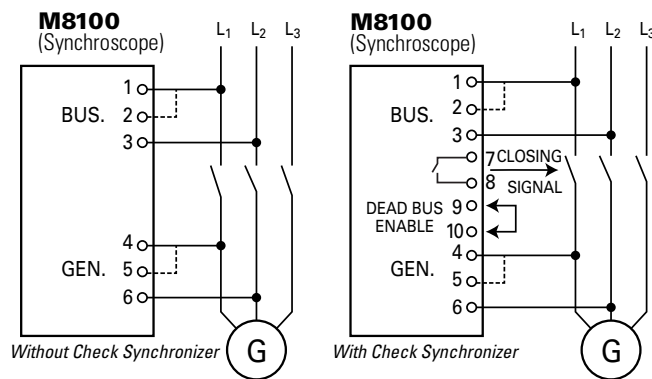 M8100
(Synchroscope)
L1 L2 L3
BUS.
1
2
3
4
GEN.
5
6
Without Check Synchronizer
G
M8100
(Synchroscope)
L1 L2 L3
1
BUS.
2
3
7 CLOSING
8 SIGNAL
DEAD BUS
ENABLE
9
10
4
GEN.
5
6
With Check Synchronizer
G